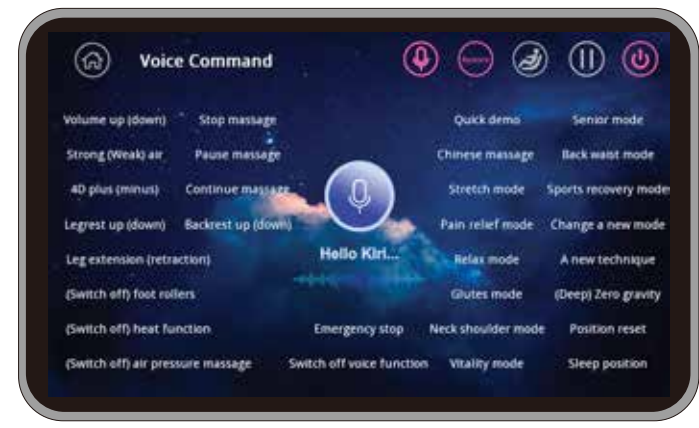 Voice Command
Volume up (down)
Stop massage
Quick demo
Senior mode
Strong (Weak) air
Pause massage
Chinese massage
Back waist mode
4D plus (minus)
Continue massage
Stretch mode
Sports recovery mode
Legrest up (down)
Backrest up (down)
Pain relief mode
Change a new mode
Leg extension (retraction)
Hello Kiri...
Relax mode
A new technique
(Switch off) foot rollers
Glutes mode
(Deep) Zero gravity
(Switch off) heat function
Emergency stop
Neck shoulder mode
Position reset
(Switch off) air pressure massage
Switch off voice function
Vitality mode
Sleep position